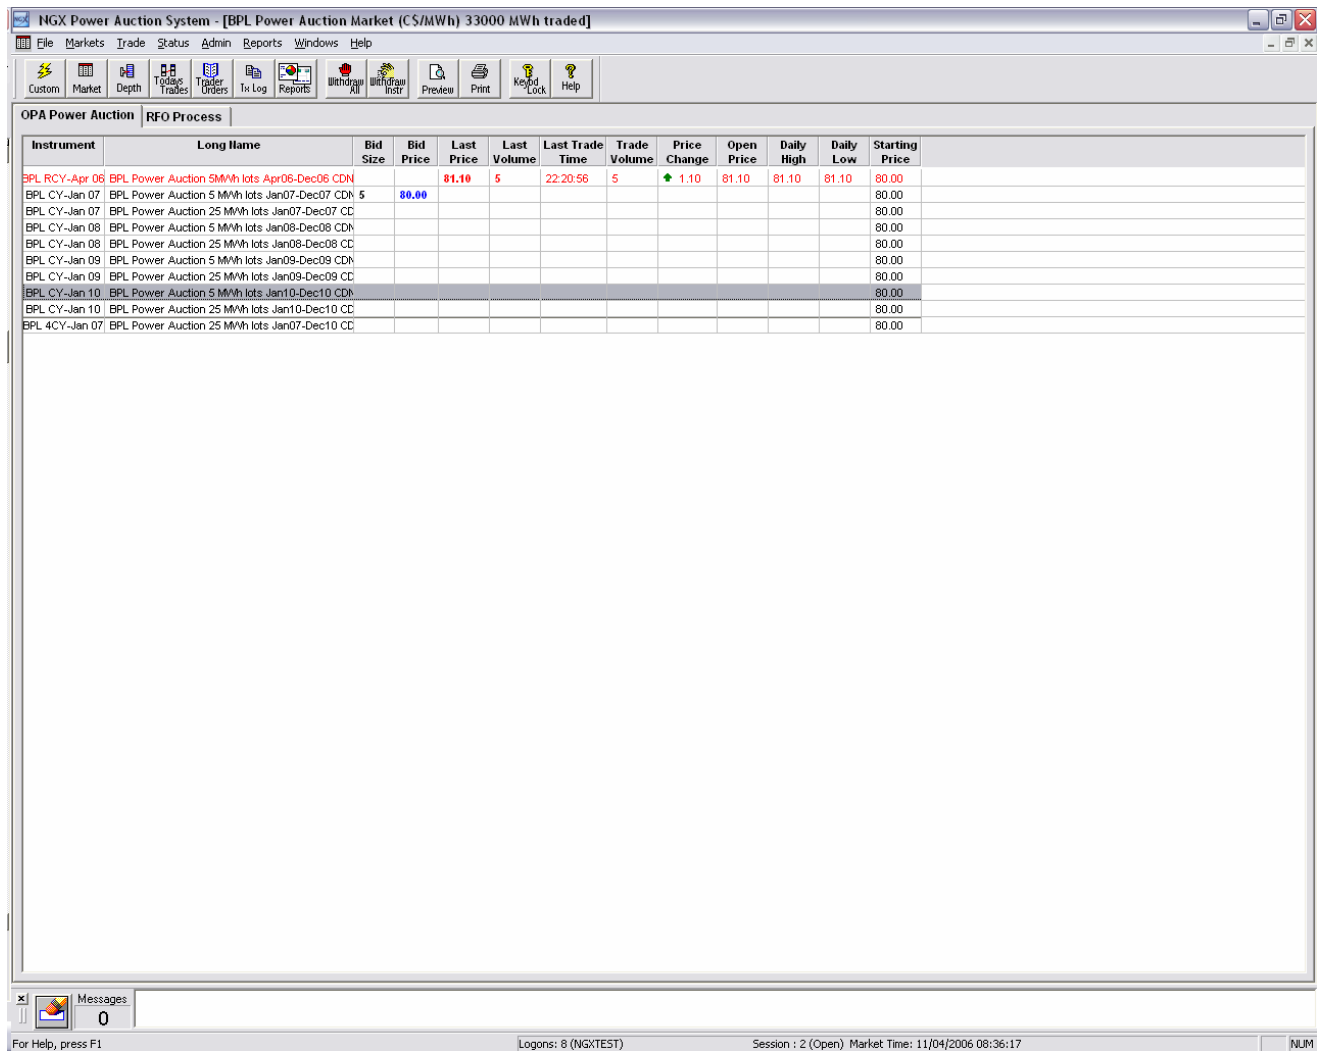 NGX Power Auction System - [BPL Power Auction Market (C$/MWh) 33000 MWh traded]
File Markets Trade Status Admin Reports Windows Help
Custom Market Depth Todays Trades Trader Orders Tx Log Reports Withdraw All Withdraw Instr Preview Print Keybd Lock Help
OPA Power Auction RFO Process
Instrument Long Name Bid Size Bid Price Last Price Last Volume Last Trade Time Trade Volume Price Change Open Price Daily High Daily Low Starting Price
BPL RCY-Apr 06 BPL Power Auction 5MWh lots Apr06-Dec06 CDN 81.10 5 22:20:56 5 1.10 81.10 81.10 81.10 80.00
BPL CY-Jan 07 BPL Power Auction 5 MWh lots Jan07-Dec07 CDN 5 80.00 80.00
BPL CY-Jan 07 BPL Power Auction 25 MWh lots Jan07-Dec07 CD 80.00
BPL CY-Jan 08 BPL Power Auction 5 MWh lots Jan08-Dec08 CDN 80.00
BPL CY-Jan 08 BPL Power Auction 25 MWh lots Jan08-Dec08 CD 80.00
BPL CY-Jan 09 BPL Power Auction 5 MWh lots Jan09-Dec09 CDN 80.00
BPL CY-Jan 09 BPL Power Auction 25 MWh lots Jan09-Dec09 CD 80.00
BPL CY-Jan 10 BPL Power Auction 5 MWh lots Jan10-Dec10 CDN 80.00
BPL CY-Jan 10 BPL Power Auction 25 MWh lots Jan10-Dec10 CD 80.00
BPL 4CY-Jan 07 BPL Power Auction 25 MWh lots Jan07-Dec10 CD 80.00
Messages
0
For Help, press F1 Logons: 8 (NGXTEST) Session : 2 (Open) Market Time: 11/04/2006 08:36:17 NUM